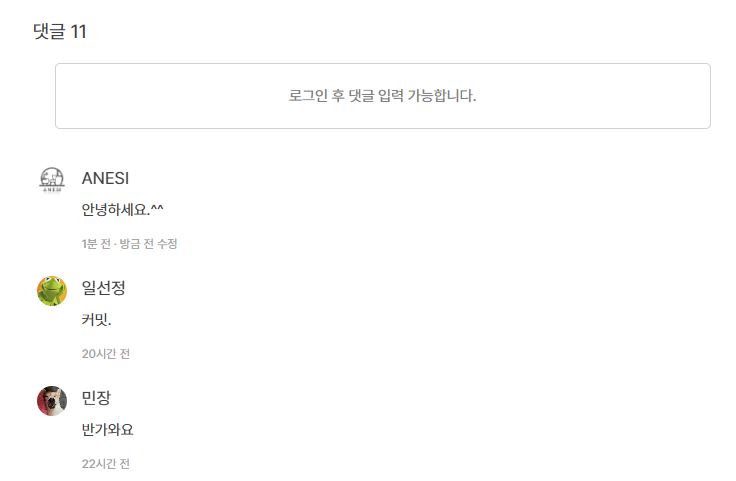 댓글 11
로그인 후 댓글 입력 가능합니다.
ANESI
ANESI
안녕하세요.^^
1분 전 · 방금 전 수정
일선정
커밋.
20시간 전
민장
반가와요
22시간 전